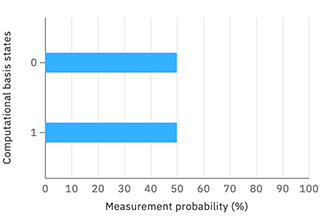 Computational basis states
0
1
0 10 20 30 40 50 60 70 80 90 100
Measurement probability (%)